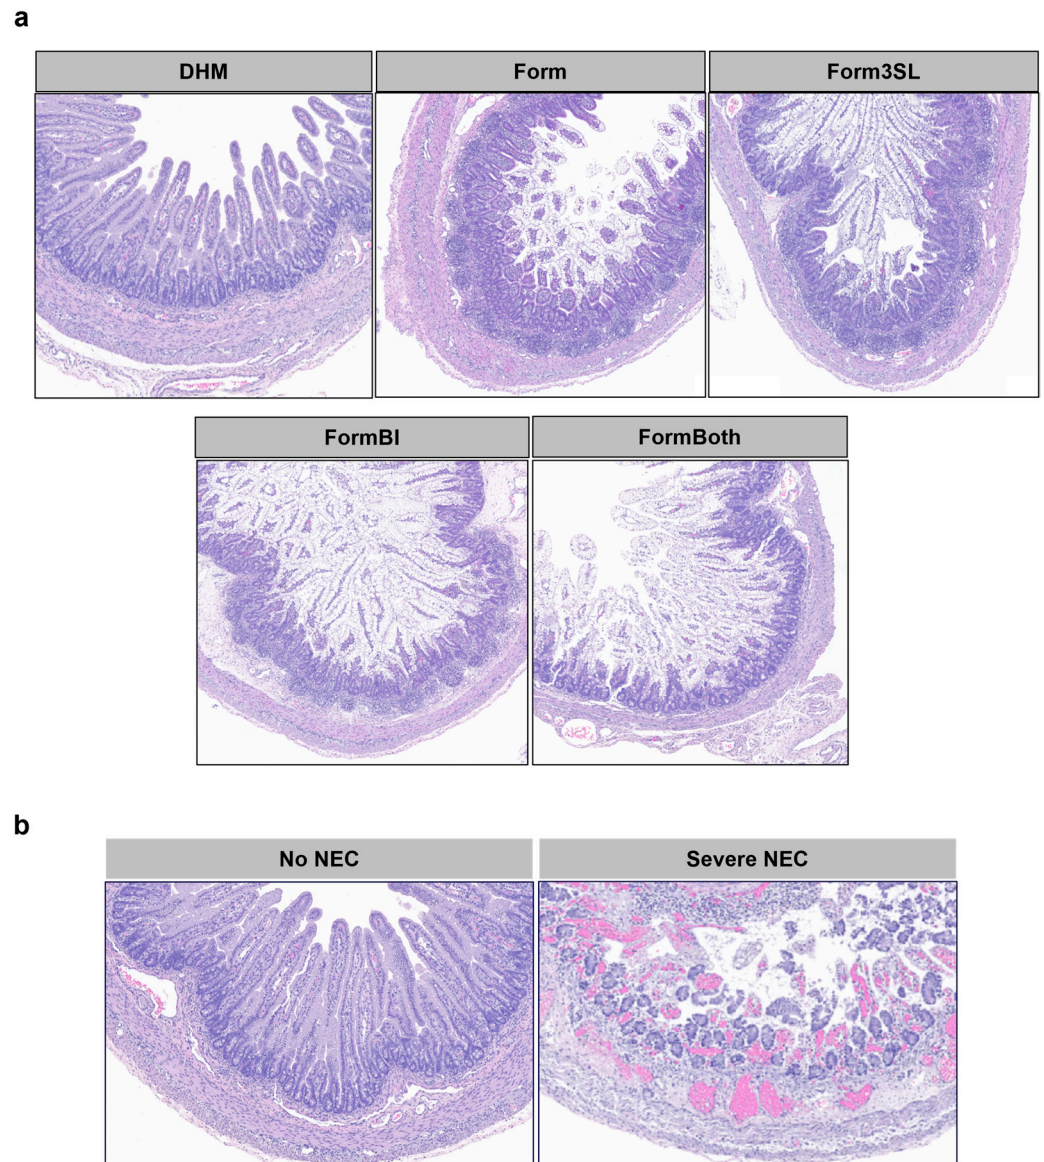 a
DHM
Form
Form3SL
FormBI
FormBoth
b
No NEC
Severe NEC